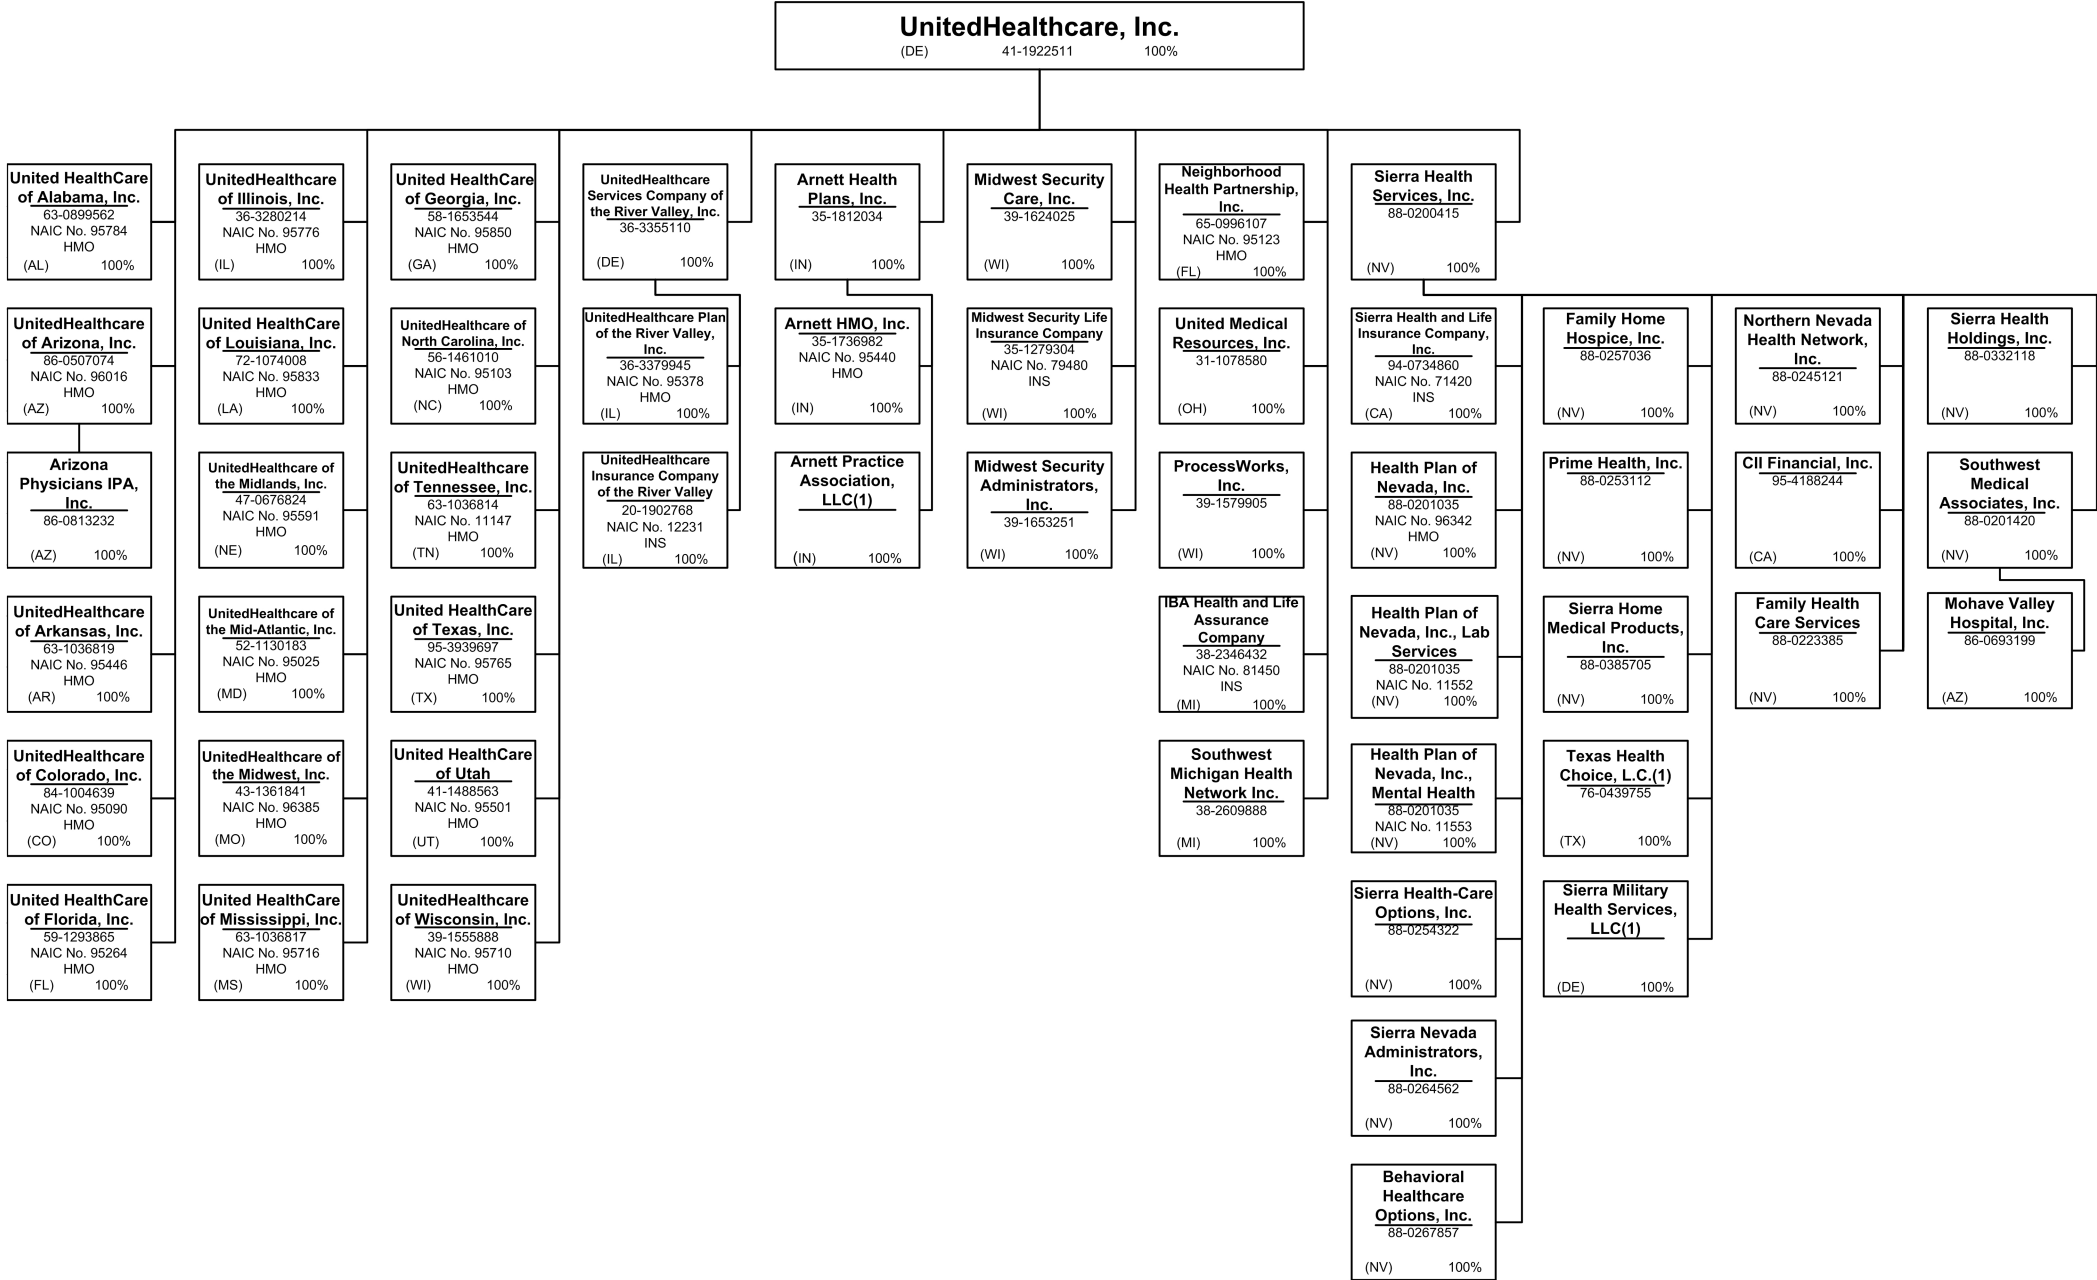 UnitedHealthcare, Inc.
(DE) 41-1922511 100%
United HealthCare
of Alabama, Inc.
63-0899562
NAIC No. 95784
HMO
(AL) 100%
UnitedHealthcare
of Arizona, Inc.
86-0507074
NAIC No. 96016
HMO
(AZ) 100%
Arizona
Physicians IPA,
Inc.
86-0813232
(AZ) 100%
UnitedHealthcare
of Arkansas, Inc.
63-1036819
NAIC No. 95446
HMO
(AR) 100%
UnitedHealthcare
of Colorado, Inc.
84-1004639
NAIC No. 95090
HMO
(CO) 100%
United HealthCare
of Florida, Inc.
59-1293865
NAIC No. 95264
HMO
(FL) 100%
UnitedHealthcare
of Illinois, Inc.
36-3280214
NAIC No. 95776
HMO
(IL) 100%
United HealthCare
of Louisiana, Inc.
72-1074008
NAIC No. 95833
HMO
(LA) 100%
UnitedHealthcare of
the Midlands, Inc.
47-0676824
NAIC No. 95591
HMO
(NE) 100%
UnitedHealthcare of
the Mid-Atlantic, Inc.
52-1130183
NAIC No. 95025
HMO
(MD) 100%
UnitedHealthcare of
the Midwest, Inc.
43-1361841
NAIC No. 96385
HMO
(MO) 100%
United HealthCare
of Mississippi, Inc.
63-1036817
NAIC No. 95716
HMO
(MS) 100%
United HealthCare
of Georgia, Inc.
58-1653544
NAIC No. 95850
HMO
(GA) 100%
UnitedHealthcare of
North Carolina, Inc.
56-1461010
NAIC No. 95103
HMO
(NC) 100%
UnitedHealthcare
of Tennessee, Inc.
63-1036814
NAIC No. 11147
HMO
(TN) 100%
United HealthCare
of Texas, Inc.
95-3939697
NAIC No. 95765
HMO
(TX) 100%
United HealthCare
of Utah
41-1488563
NAIC No. 95501
HMO
(UT) 100%
UnitedHealthcare
of Wisconsin, Inc.
39-1555888
NAIC No. 95710
HMO
(WI) 100%
UnitedHealthcare
Services Company of
the River Valley, Inc.
36-3355110
(DE) 100%
UnitedHealthcare Plan
of the River Valley,
Inc.
36-3379945
NAIC No. 95378
HMO
(IL) 100%
UnitedHealthcare
Insurance Company
of the River Valley
20-1902768
NAIC No. 12231
INS
(IL) 100%
Arnett Health
Plans, Inc.
35-1812034
(IN) 100%
Arnett HMO, Inc.
35-1736982
NAIC No. 95440
HMO
(IN) 100%
Arnett Practice
Association,
LLC(1)
(IN) 100%
Midwest Security
Care, Inc.
39-1624025
(WI) 100%
Midwest Security Life
Insurance Company
35-1279304
NAIC No. 79480
INS
(WI) 100%
Midwest Security
Administrators,
Inc.
39-1653251
(WI) 100%
Neighborhood
Health Partnership,
Inc.
65-0996107
NAIC No. 95123
HMO
(FL) 100%
United Medical
Resources, Inc.
31-1078580
(OH) 100%
ProcessWorks,
Inc.
39-1579905
(WI) 100%
IBA Health and Life
Assurance
Company
38-2346432
NAIC No. 81450
INS
(MI) 100%
Southwest
Michigan Health
Network Inc.
38-2609888
(MI) 100%
Sierra Health
Services, Inc.
88-0200415
(NV) 100%
Sierra Health and Life
Insurance Company,
Inc.
94-0734860
NAIC No. 71420
INS
(CA) 100%
Health Plan of
Nevada, Inc.
88-0201035
NAIC No. 96342
HMO
(NV) 100%
Health Plan of
Nevada, Inc., Lab
Services
88-0201035
NAIC No. 11552
(NV) 100%
Health Plan of
Nevada, Inc.,
Mental Health
88-0201035
NAIC No. 11553
(NV) 100%
Sierra Health-Care
Options, Inc.
88-0254322
(NV) 100%
Sierra Nevada
Administrators,
Inc.
88-0264562
(NV) 100%
Behavioral
Healthcare
Options, Inc.
88-0267857
(NV) 100%
Family Home
Hospice, Inc.
88-0257036
(NV) 100%
Prime Health, Inc.
88-0253112
(NV) 100%
Sierra Home
Medical Products,
Inc.
88-0385705
(NV) 100%
Texas Health
Choice, L.C.(1)
76-0439755
(TX) 100%
Sierra Military
Health Services,
LLC(1)
(DE) 100%
Northern Nevada
Health Network,
Inc.
88-0245121
(NV) 100%
CII Financial, Inc.
95-4188244
(CA) 100%
Family Health
Care Services
88-0223385
(NV) 100%
Sierra Health
Holdings, Inc.
88-0332118
(NV) 100%
Southwest
Medical
Associates, Inc.
88-0201420
(NV) 100%
Mohave Valley
Hospital, Inc.
86-0693199
(AZ) 100%